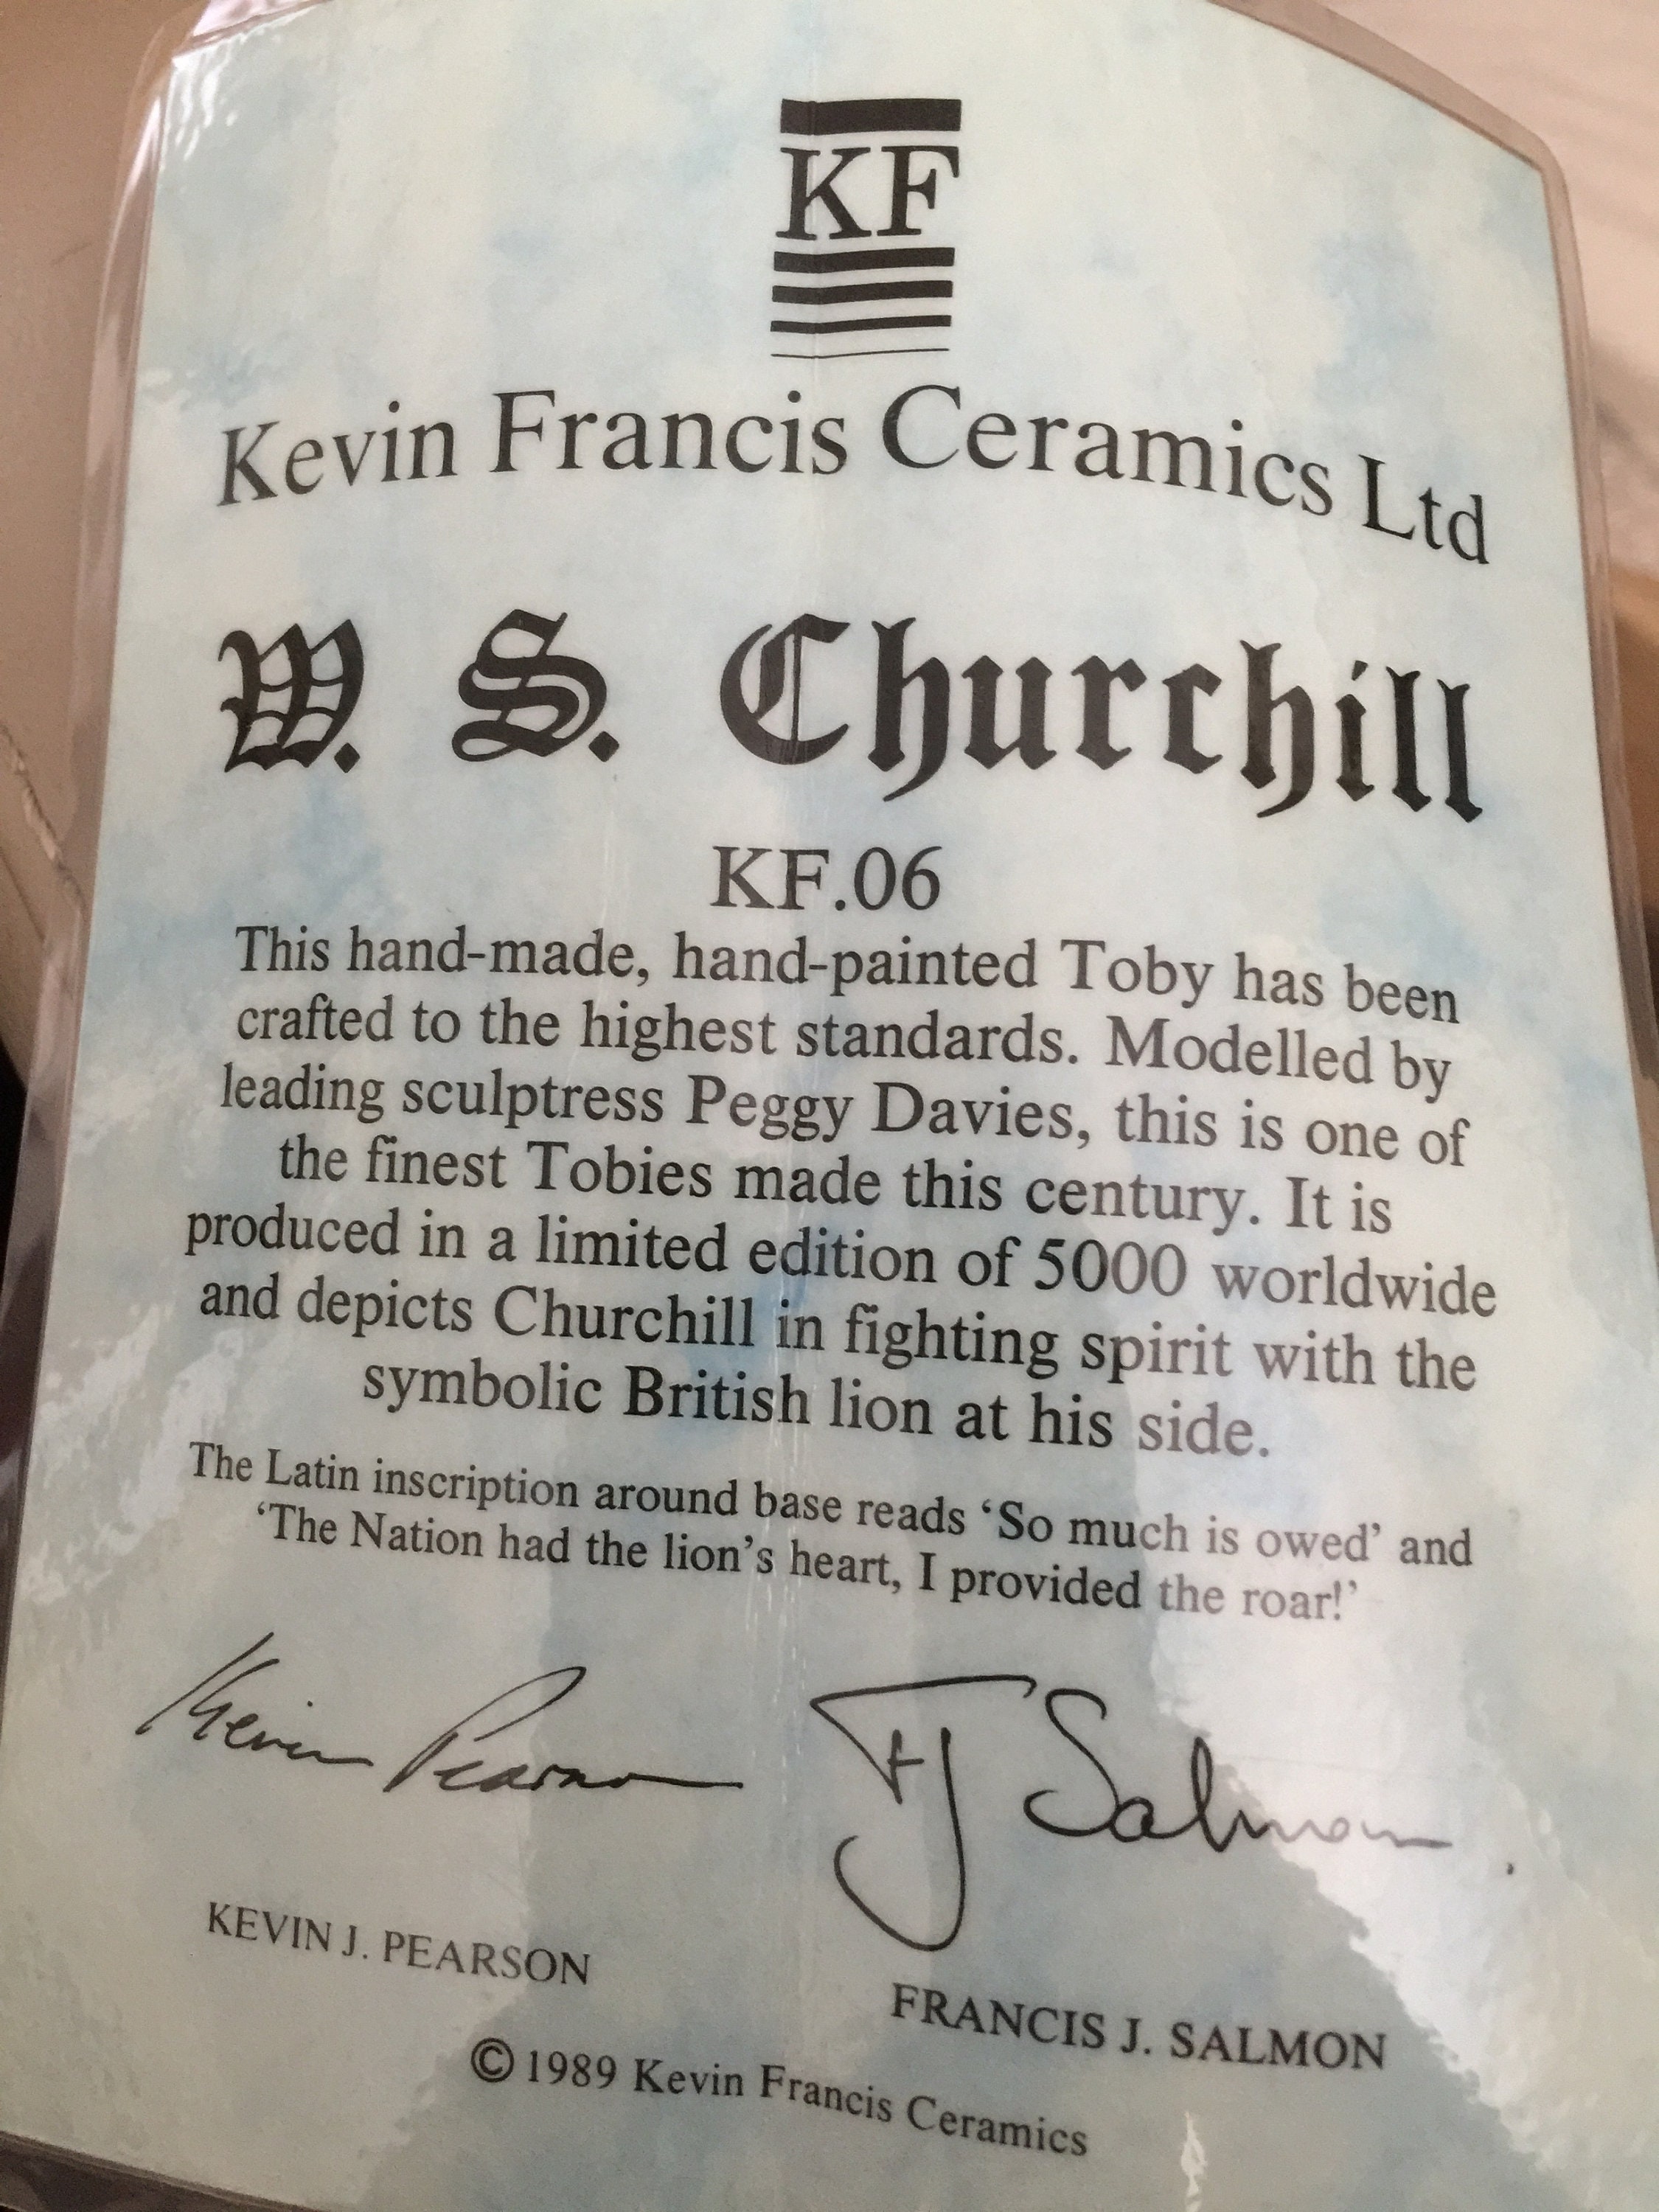 KF
Kevin Francis Ceramics Ltd
W. S. Churchill
KF.06
This hand-made, hand-painted Toby has been
crafted to the highest standards. Modelled by
leading sculptress Peggy Davies, this is one of
the finest Tobies made this century. It is
produced in a limited edition of 5000 worldwide
and depicts Churchill in fighting spirit with the
symbolic British lion at his side.
The Latin inscription around base reads ‘So much is owed’ and
‘The Nation had the lion’s heart, I provided the roar!’
Kevin Pearson FJ Salmon
KEVIN J. PEARSON
FRANCIS J. SALMON
© 1989 Kevin Francis Ceramics